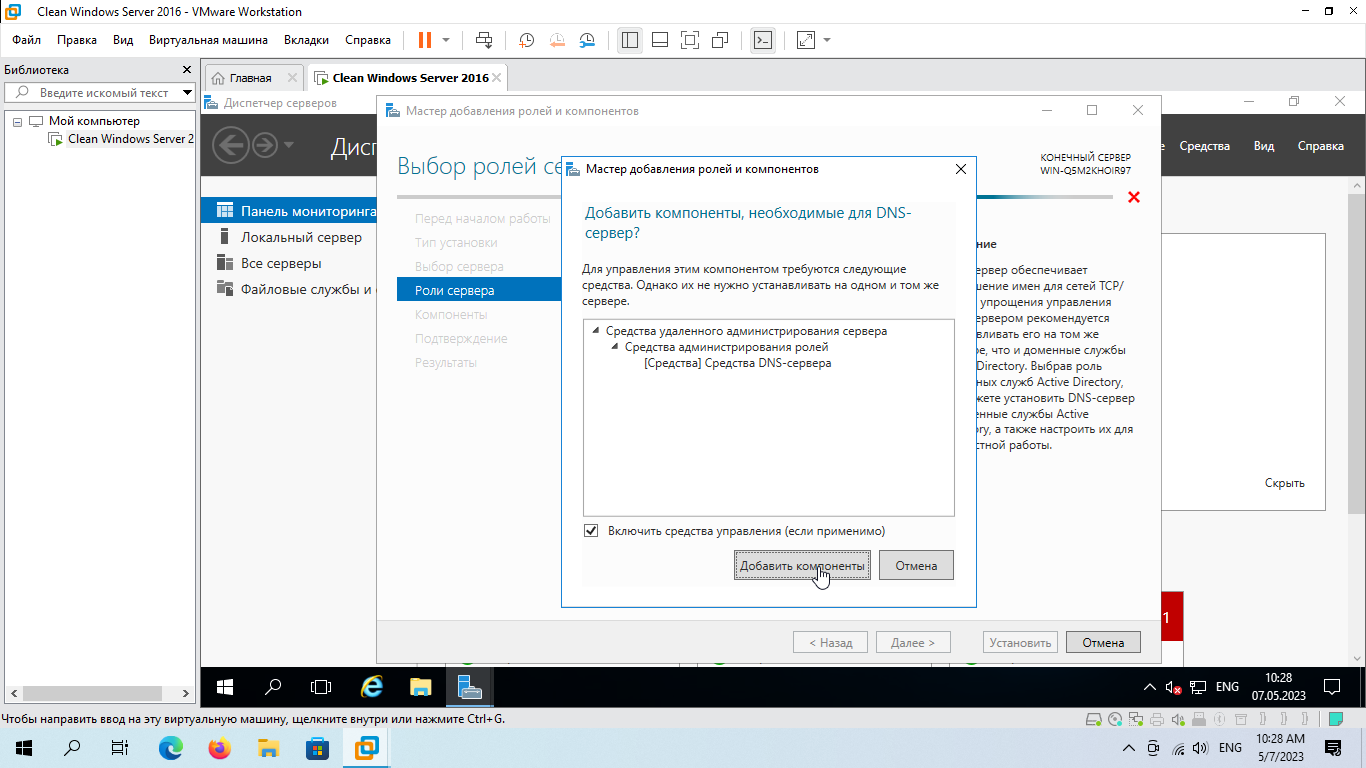 Clean Windows Server 2016 - VMware Workstation
Файл Правка Вид Виртуальная машина Вкладки Справка
Библиотека
Введите искомый текст
Мой компьютер
Clean Windows Server 2
Главная
Clean Windows Server 2016
Диспетчер серверов
Средства Вид Справка
Панель мониторинга
Локальный сервер
Все серверы
Файловые службы и
Скрыть
1
Мастер добавления ролей и компонентов
Выбор ролей се
КОНЕЧНЫЙ СЕРВЕР
WIN-Q5M2KHOIR97
Перед началом работы
Тип установки
Выбор сервера
Роли сервера
Компоненты
Подтверждение
Результаты
ние
ервер обеспечивает
шение имен для сетей TCP/
упрощения управления
ервером рекомендуется
вливать его на том же
ре, что и доменные службы
Directory. Выбрав роль
ных служб Active Directory,
жете установить DNS-сервер
енные службы Active
ory, а также настроить их для
стной работы.
< Назад Далее > Установить Отмена
Мастер добавления ролей и компонентов
Добавить компоненты, необходимые для DNS-
сервер?
Для управления этим компонентом требуются следующие
средства. Однако их не нужно устанавливать на одном и том же
сервере.
Средства удаленного администрирования сервера
Средства администрирования ролей
[Средства] Средства DNS-сервера
Включить средства управления (если применимо)
Добавить компоненты Отмена
ENG
10:28
07.05.2023
Чтобы направить ввод на эту виртуальную машину, щелкните внутри или нажмите Ctrl+G.
ENG
10:28 AM
5/7/2023